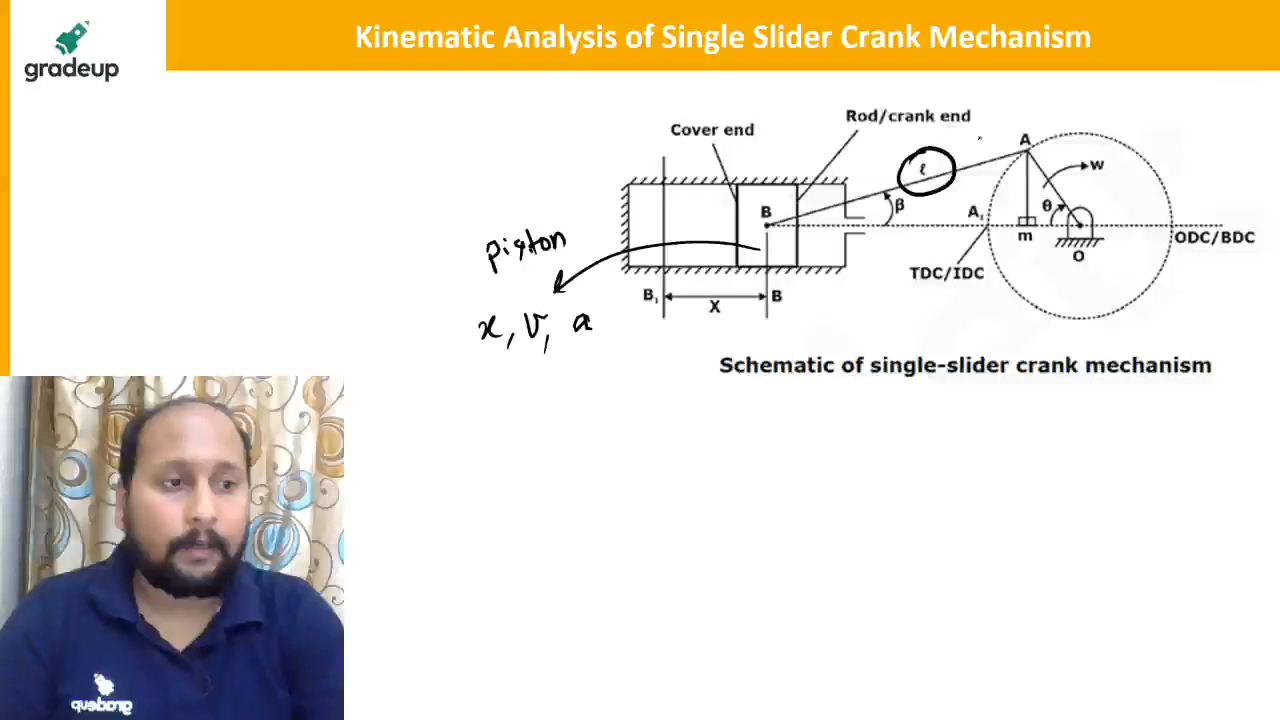 Kinematic Analysis of Single Slider Crank Mechanism
gradeup
Rod/crank end
Cover end
A
ℓ
w
B
β
A₁
θ
m
O
ODC/BDC
TDC/IDC
piston
B₁
X
B
x, v, a
Schematic of single-slider crank mechanism
gradeup